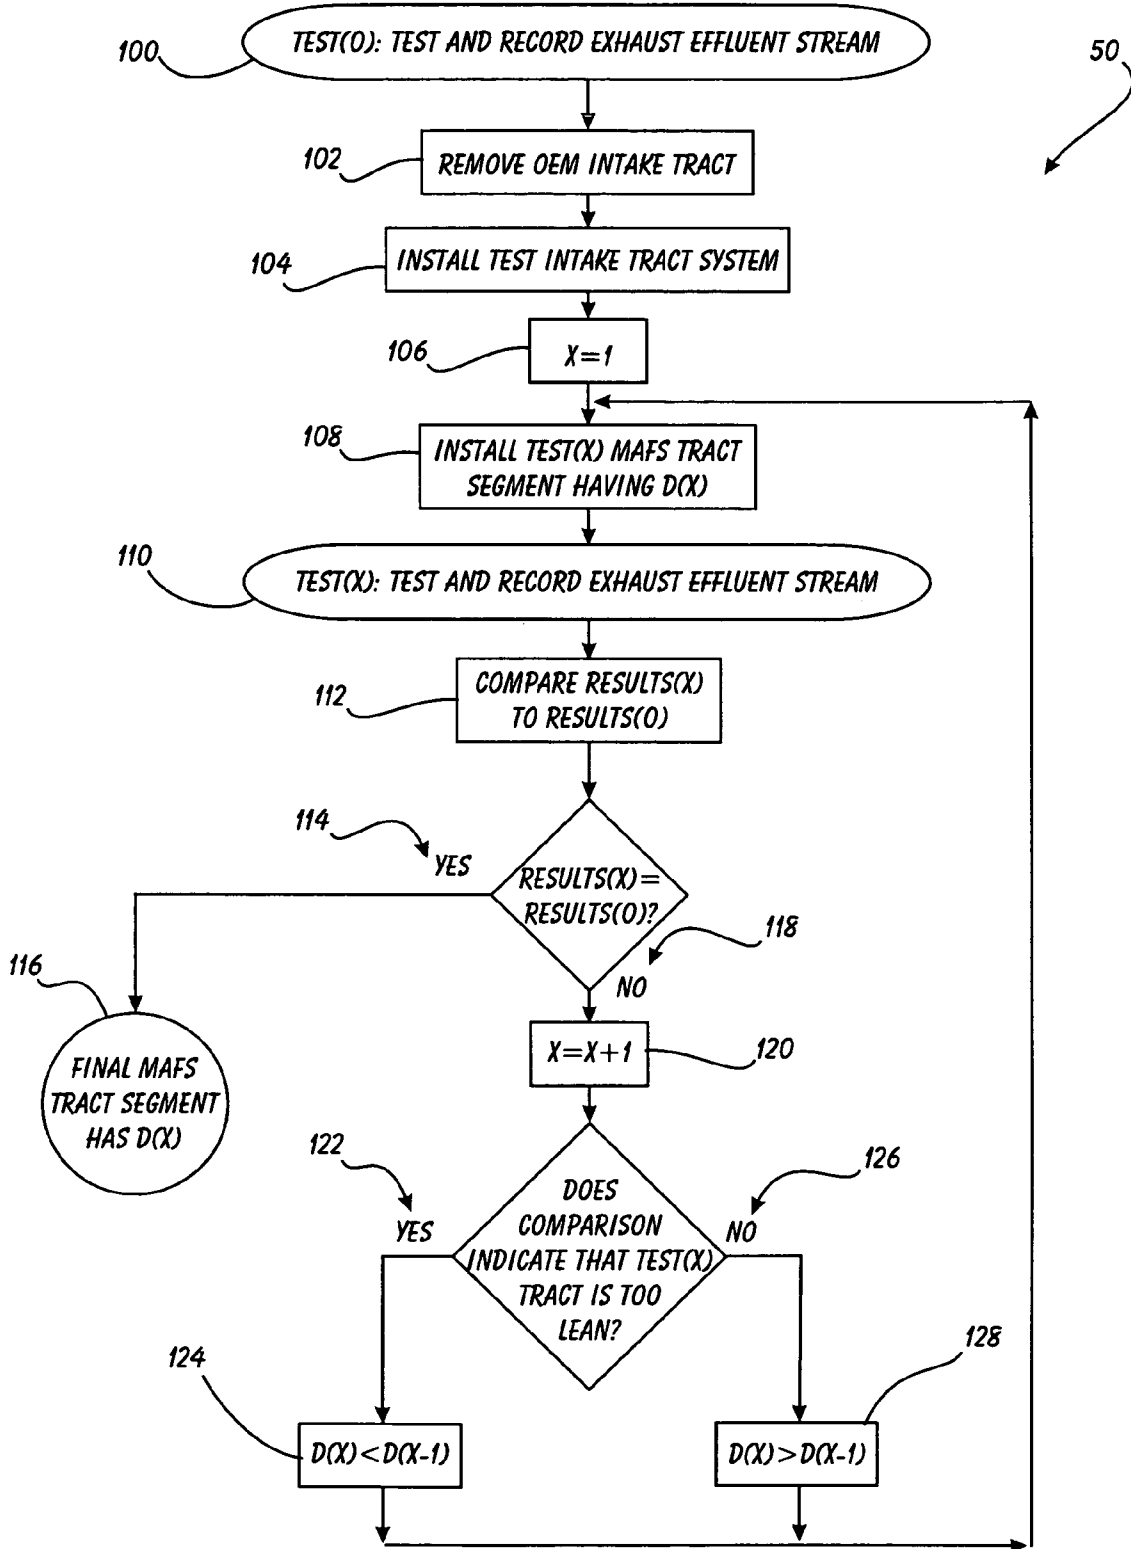 TEST(0): TEST AND RECORD EXHAUST EFFLUENT STREAM
100
50
REMOVE OEM INTAKE TRACT
102
INSTALL TEST INTAKE TRACT SYSTEM
104
X=1
106
INSTALL TEST(X) MAFS TRACT
SEGMENT HAVING D(X)
108
TEST(X): TEST AND RECORD EXHAUST EFFLUENT STREAM
110
COMPARE RESULTS(X)
TO RESULTS(0)
112
114
YES
RESULTS(X)=
RESULTS(0)?
118
NO
116
FINAL MAFS
TRACT SEGMENT
HAS D(X)
X=X+1
120
122
YES
DOES
COMPARISON
INDICATE THAT TEST(X)
TRACT IS TOO
LEAN?
126
NO
124
D(X)<D(X-1)
128
D(X)>D(X-1)